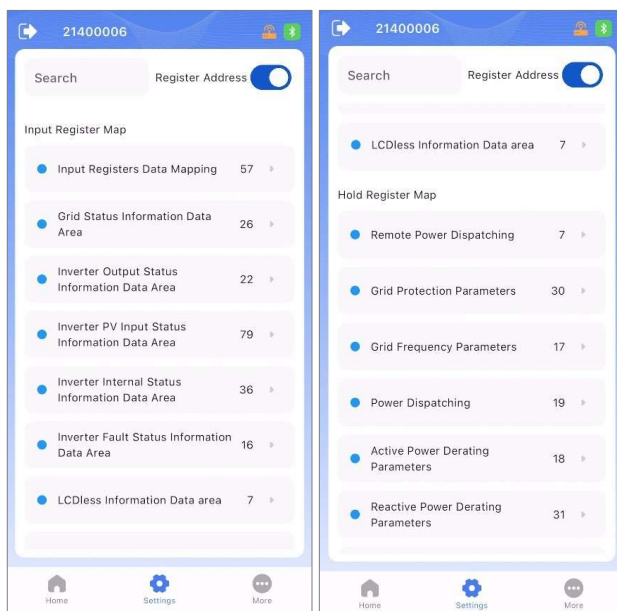 21400006
Search
Register Address
Input Register Map
Input Registers Data Mapping 57
Grid Status Information Data
Area
26
Inverter Output Status
Information Data Area
22
Inverter PV Input Status
Information Data Area
79
Inverter Internal Status
Information Data Area
36
Inverter Fault Status Information
Data Area
16
LCDless Information Data area 7
Home
Settings
More
21400006
Search
Register Address
LCDless Information Data area 7
Hold Register Map
Remote Power Dispatching 7
Grid Protection Parameters 30
Grid Frequency Parameters 17
Power Dispatching 19
Active Power Derating
Parameters
18
Reactive Power Derating
Parameters
31
Home
Settings
More